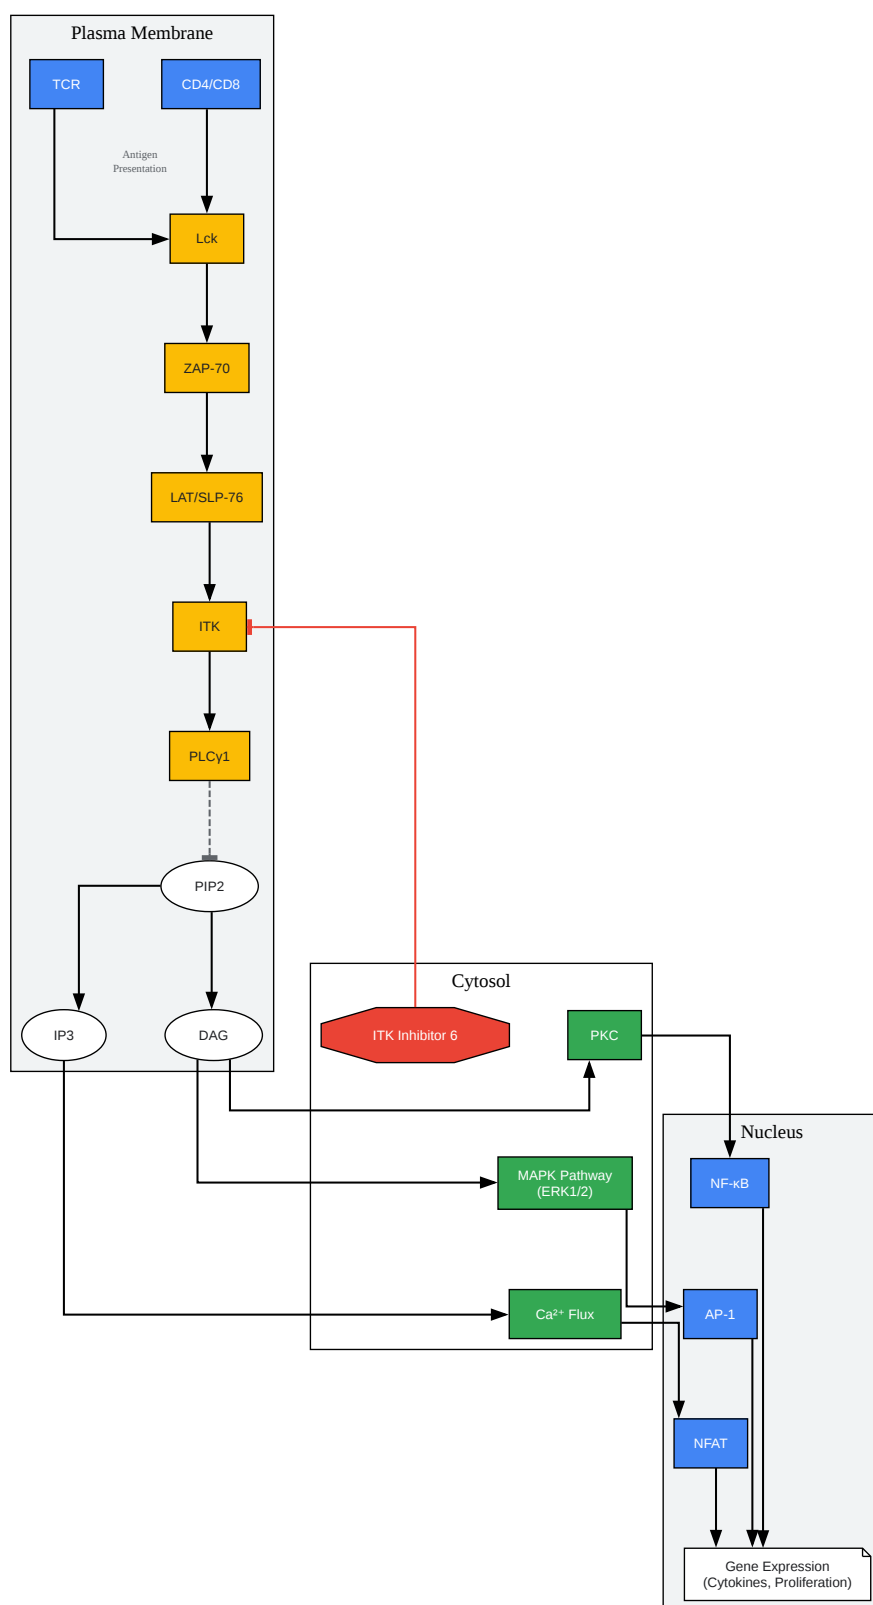 Plasma Membrane
TCR
CD4/CD8
Antigen
Presentation
Lck
ZAP-70
LAT/SLP-76
ITK
PLCγ1
PIP2
IP3
DAG
Cytosol
ITK Inhibitor 6
PKC
MAPK Pathway
(ERK1/2)
Ca²⁺ Flux
Nucleus
NF-κB
AP-1
NFAT
Gene Expression
(Cytokines, Proliferation)